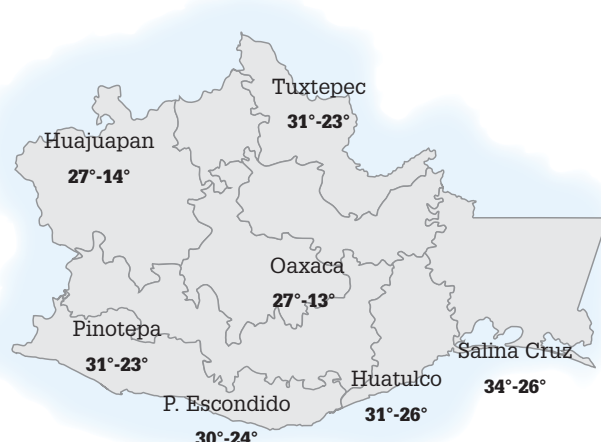 Tuxtepec
31°-23°
Huajuapan
27°-14°
Oaxaca
27°-13°
Pinotepa
31°-23°
Salina Cruz
34°-26°
Huatulco
31°-26°
P. Escondido
30°-24°